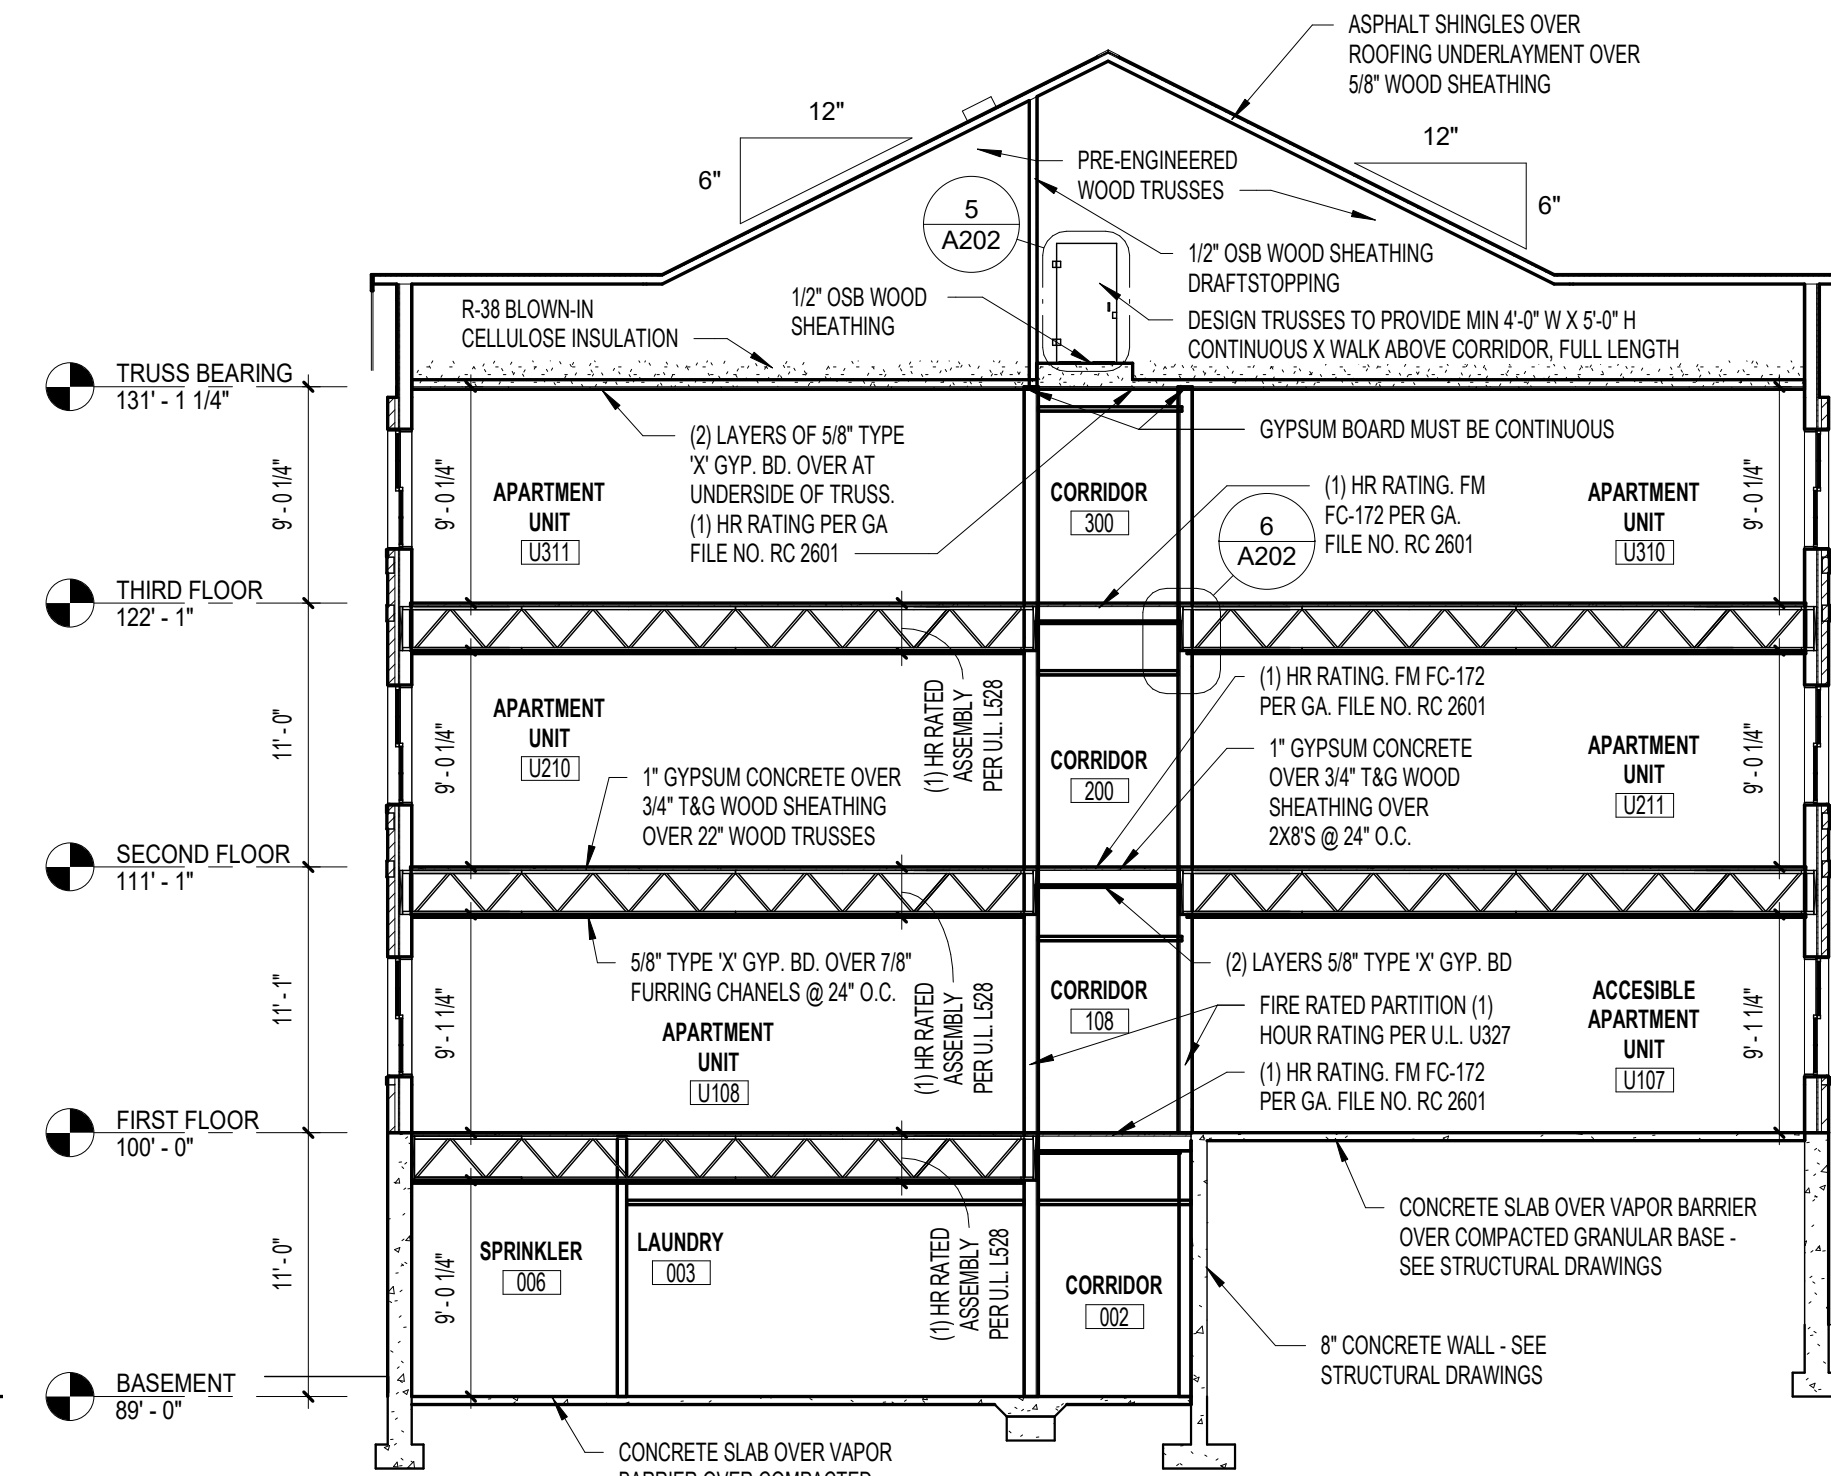 ASPHALT SHINGLES OVER
ROOFING UNDERLAYMENT OVER
5/8" WOOD SHEATHING
12"
6"
12"
6"
PRE-ENGINEERED
WOOD TRUSSES
5
A202
1/2" OSB WOOD SHEATHING
DRAFTSTOPPING
R-38 BLOWN-IN
CELLULOSE INSULATION
1/2" OSB WOOD
SHEATHING
DESIGN TRUSSES TO PROVIDE MIN 4'-0" W X 5'-0" H
CONTINUOUS X WALK ABOVE CORRIDOR, FULL LENGTH
TRUSS BEARING
131' - 1 1/4"
9' - 0 1/4"
9' - 0 1/4"
APARTMENT
UNIT
U311
(2) LAYERS OF 5/8" TYPE
'X' GYP. BD. OVER AT
UNDERSIDE OF TRUSS.
(1) HR RATING PER GA
FILE NO. RC 2601
CORRIDOR
300
GYPSUM BOARD MUST BE CONTINUOUS
(1) HR RATING. FM
FC-172 PER GA.
FILE NO. RC 2601
6
A202
APARTMENT
UNIT
U310
9' - 0 1/4"
THIRD FLOOR
122' - 1"
11' - 0"
9' - 0 1/4"
APARTMENT
UNIT
U210
(1) HR RATED
ASSEMBLY
PER U.L. L528
1" GYPSUM CONCRETE OVER
3/4" T&G WOOD SHEATHING
OVER 22" WOOD TRUSSES
CORRIDOR
200
(1) HR RATING. FM FC-172
PER GA. FILE NO. RC 2601
1" GYPSUM CONCRETE
OVER 3/4" T&G WOOD
SHEATHING OVER
2X8'S @ 24" O.C.
APARTMENT
UNIT
U211
9' - 0 1/4"
SECOND FLOOR
111' - 1"
11' - 1"
9' - 1 1/4"
5/8" TYPE 'X' GYP. BD. OVER 7/8"
FURRING CHANELS @ 24" O.C.
APARTMENT
UNIT
U108
(1) HR RATED
ASSEMBLY
PER U.L. L528
CORRIDOR
108
(2) LAYERS 5/8" TYPE 'X' GYP. BD
FIRE RATED PARTITION (1)
HOUR RATING PER U.L. U327
(1) HR RATING. FM FC-172
PER GA. FILE NO. RC 2601
ACCESIBLE
APARTMENT
UNIT
U107
9' - 1 1/4"
FIRST FLOOR
100' - 0"
11' - 0"
9' - 0 1/4"
SPRINKLER
006
LAUNDRY
003
(1) HR RATED
ASSEMBLY
PER U.L. L528
CORRIDOR
002
CONCRETE SLAB OVER VAPOR BARRIER
OVER COMPACTED GRANULAR BASE -
SEE STRUCTURAL DRAWINGS
8" CONCRETE WALL - SEE
STRUCTURAL DRAWINGS
BASEMENT
89' - 0"
CONCRETE SLAB OVER VAPOR
BARRIER OVER COMPACTED